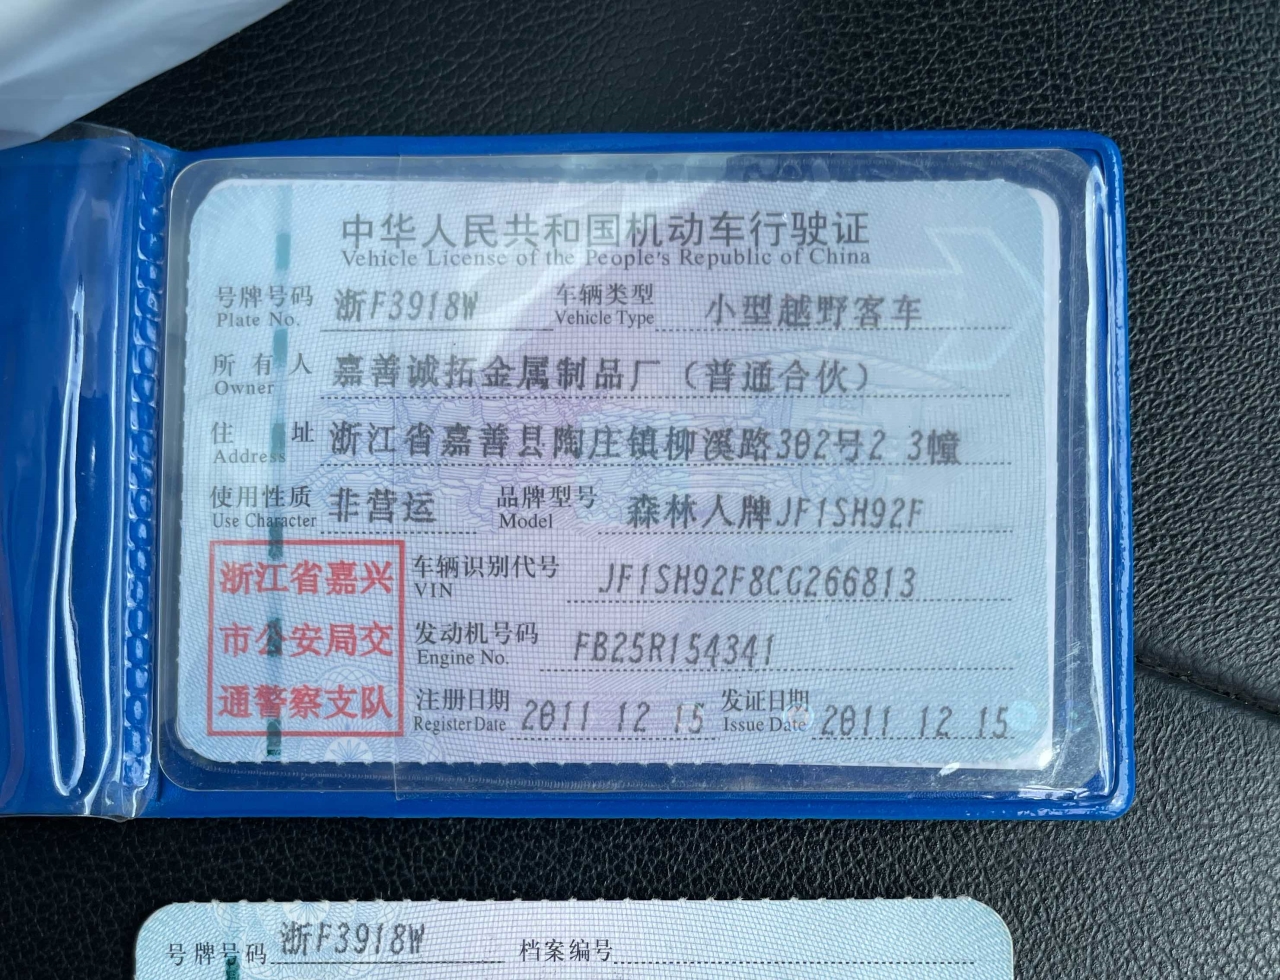 中华人民共和国机动车行驶证
Vehicle License of the People's Republic of China
号牌号码 浙F3918W 车辆类型 小型越野客车
Plate No. Vehicle Type
所有人 嘉善诚拓金属制品厂（普通合伙）
Owner
住址 浙江省嘉善县陶庄镇柳溪路302号2 3幢
Address
使用性质 非营运 品牌型号 森林人牌JF1SH92F
Use Character Model
浙江省嘉兴
市公安局交
通警察支队
车辆识别代号 JF1SH92F8CG266813
VIN
发动机号码 FB25R154341
Engine No.
注册日期 2011 12 15 发证日期 2011 12 15
Register Date Issue Date
号牌号码 浙F3918W 档案编号